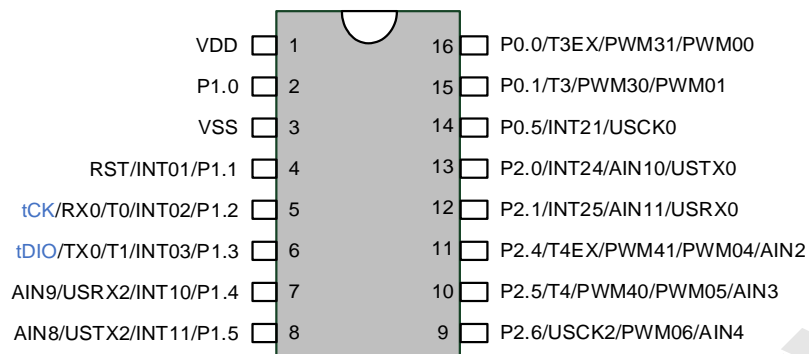 VDD 1 16 P0.0/T3EX/PWM31/PWM00
P1.0 2 15 P0.1/T3/PWM30/PWM01
VSS 3 14 P0.5/INT21/USCK0
RST/INT01/P1.1 4 13 P2.0/INT24/AIN10/USTX0
tCK/RX0/T0/INT02/P1.2 5 12 P2.1/INT25/AIN11/USRX0
tDIO/TX0/T1/INT03/P1.3 6 11 P2.4/T4EX/PWM41/PWM04/AIN2
AIN9/USRX2/INT10/P1.4 7 10 P2.5/T4/PWM40/PWM05/AIN3
AIN8/USTX2/INT11/P1.5 8 9 P2.6/USCK2/PWM06/AIN4